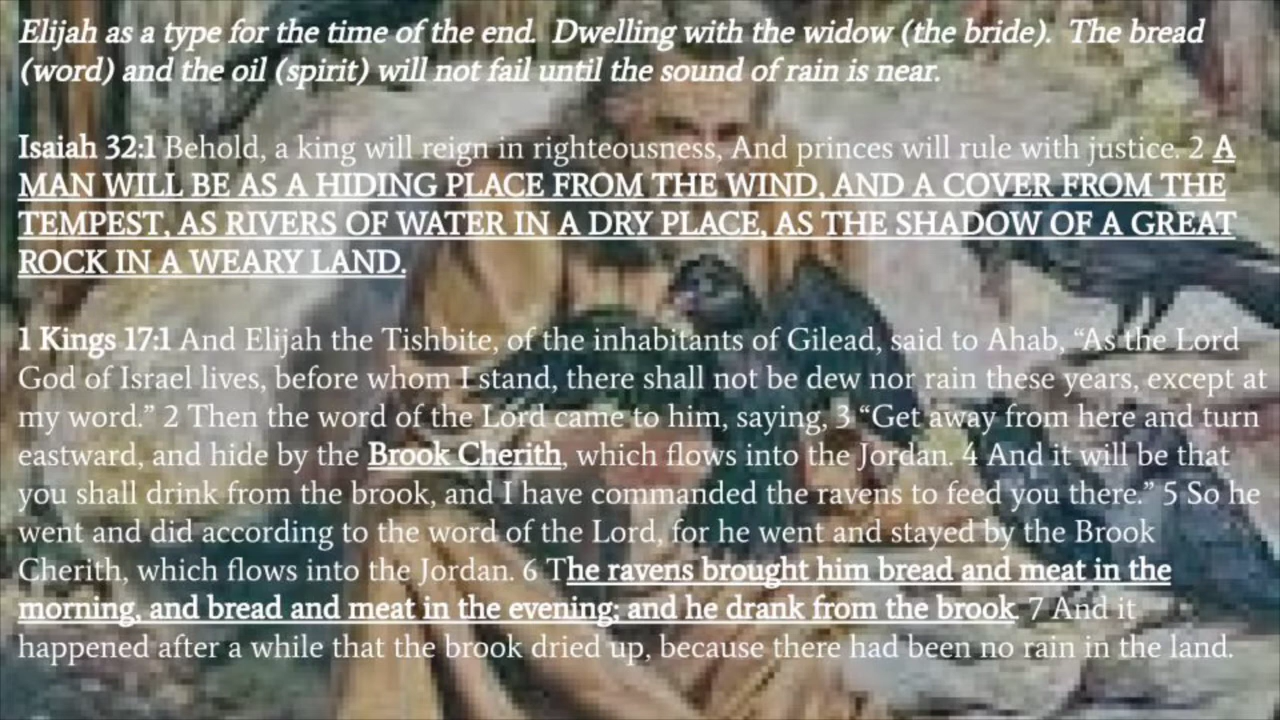 Elijah as a type for the time of the end.  Dwelling with the widow (the bride).  The bread
(word) and the oil (spirit) will not fail until the sound of rain is near.
Isaiah 32:1 Behold, a king will reign in righteousness, And princes will rule with justice. 2 A
MAN WILL BE AS A HIDING PLACE FROM THE WIND, AND A COVER FROM THE
TEMPEST, AS RIVERS OF WATER IN A DRY PLACE, AS THE SHADOW OF A GREAT
ROCK IN A WEARY LAND.
1 Kings 17:1 And Elijah the Tishbite, of the inhabitants of Gilead, said to Ahab, “As the Lord
God of Israel lives, before whom I stand, there shall not be dew nor rain these years, except at
my word.” 2 Then the word of the Lord came to him, saying, 3 “Get away from here and turn
eastward, and hide by the Brook Cherith, which flows into the Jordan. 4 And it will be that
you shall drink from the brook, and I have commanded the ravens to feed you there.” 5 So he
went and did according to the word of the Lord, for he went and stayed by the Brook
Cherith, which flows into the Jordan. 6 The ravens brought him bread and meat in the
morning, and bread and meat in the evening; and he drank from the brook. 7 And it
happened after a while that the brook dried up, because there had been no rain in the land.